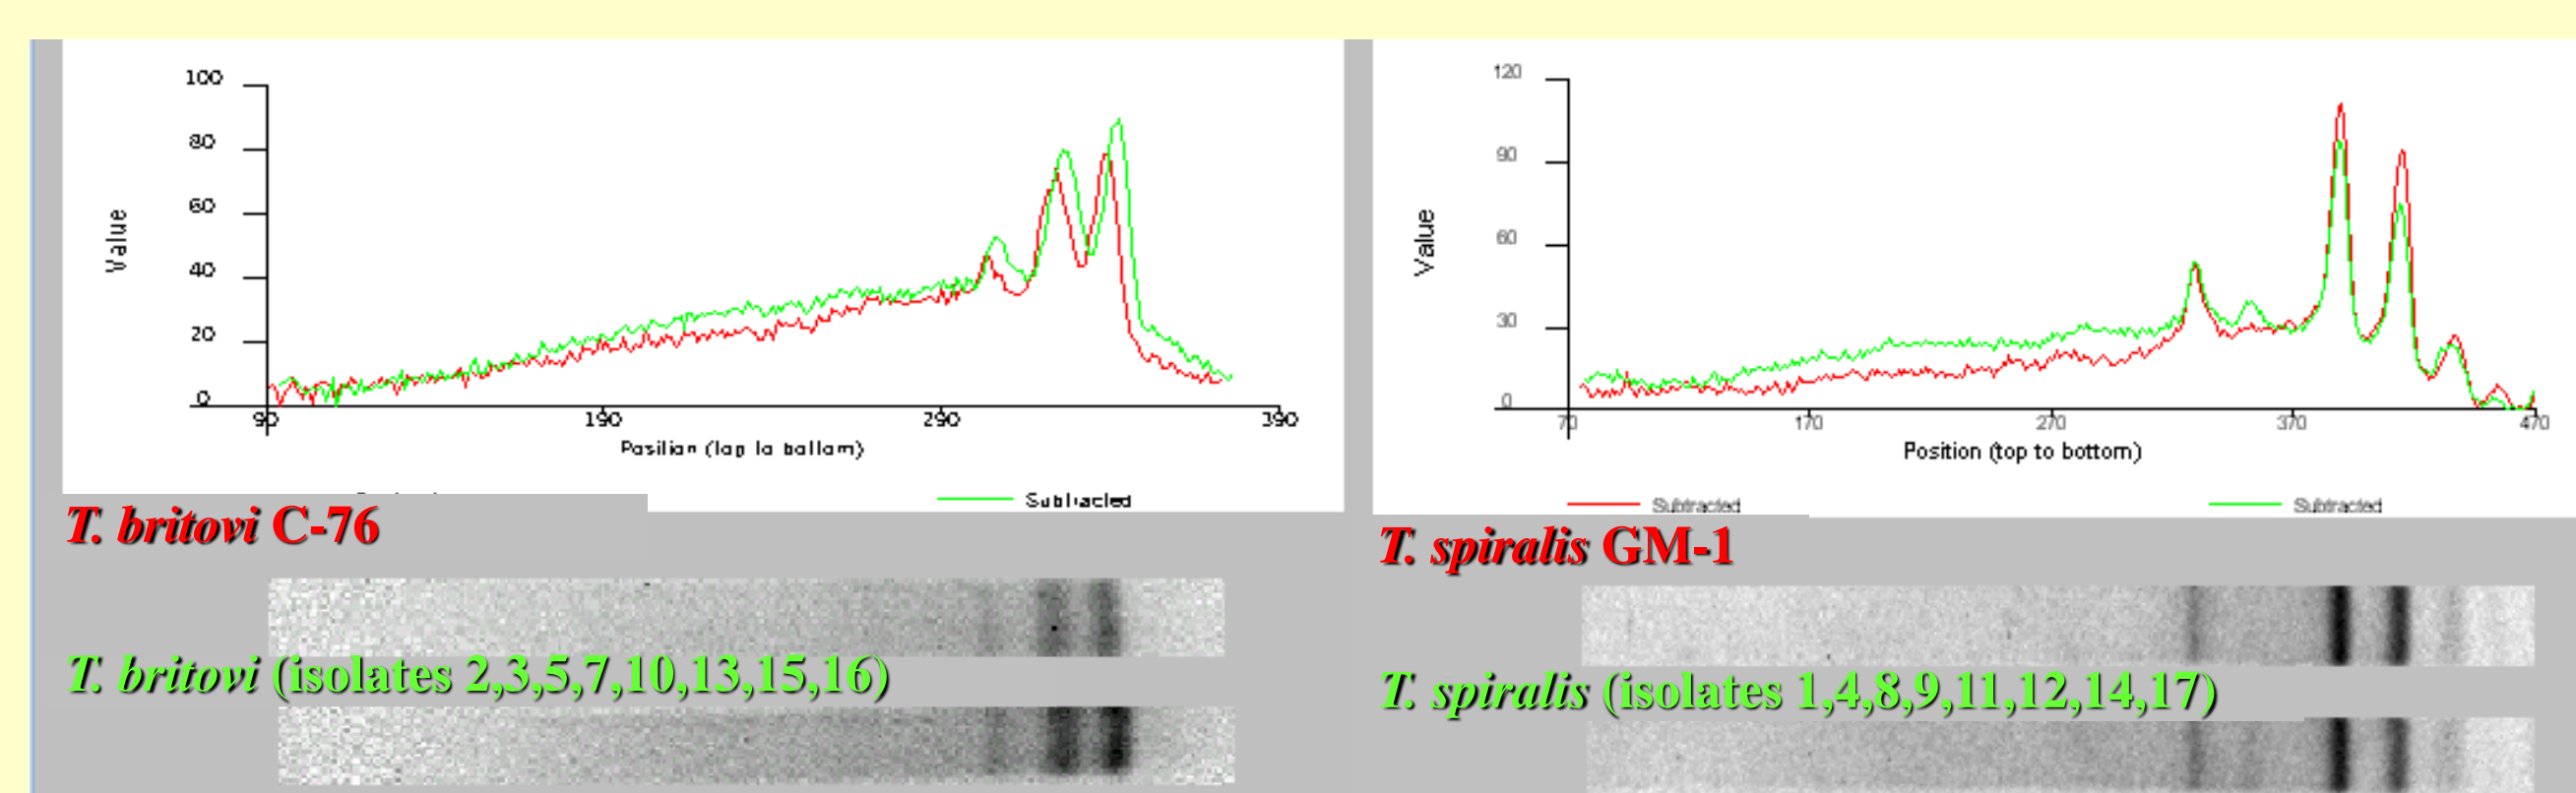 100
80
60
40
20
0
Value
90
190
290
390
Position (top to bottom)
Subtracted
T. britovi C-76
T. britovi (isolates 2,3,5,7,10,13,15,16)
120
90
60
30
0
Value
70
170
270
370
470
Position (top to bottom)
Subtracted
Subtracted
T. spiralis GM-1
T. spiralis (isolates 1,4,8,9,11,12,14,17)